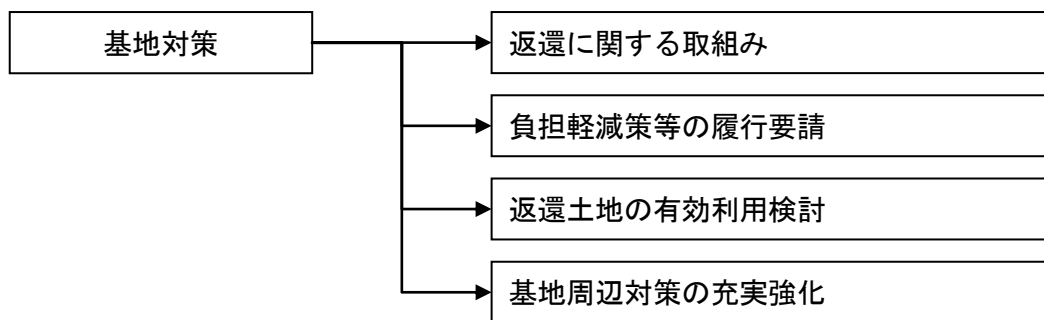 基地対策
返還に関する取組み
負担軽減策等の履行要請
返還土地の有効利用検討
基地周辺対策の充実強化